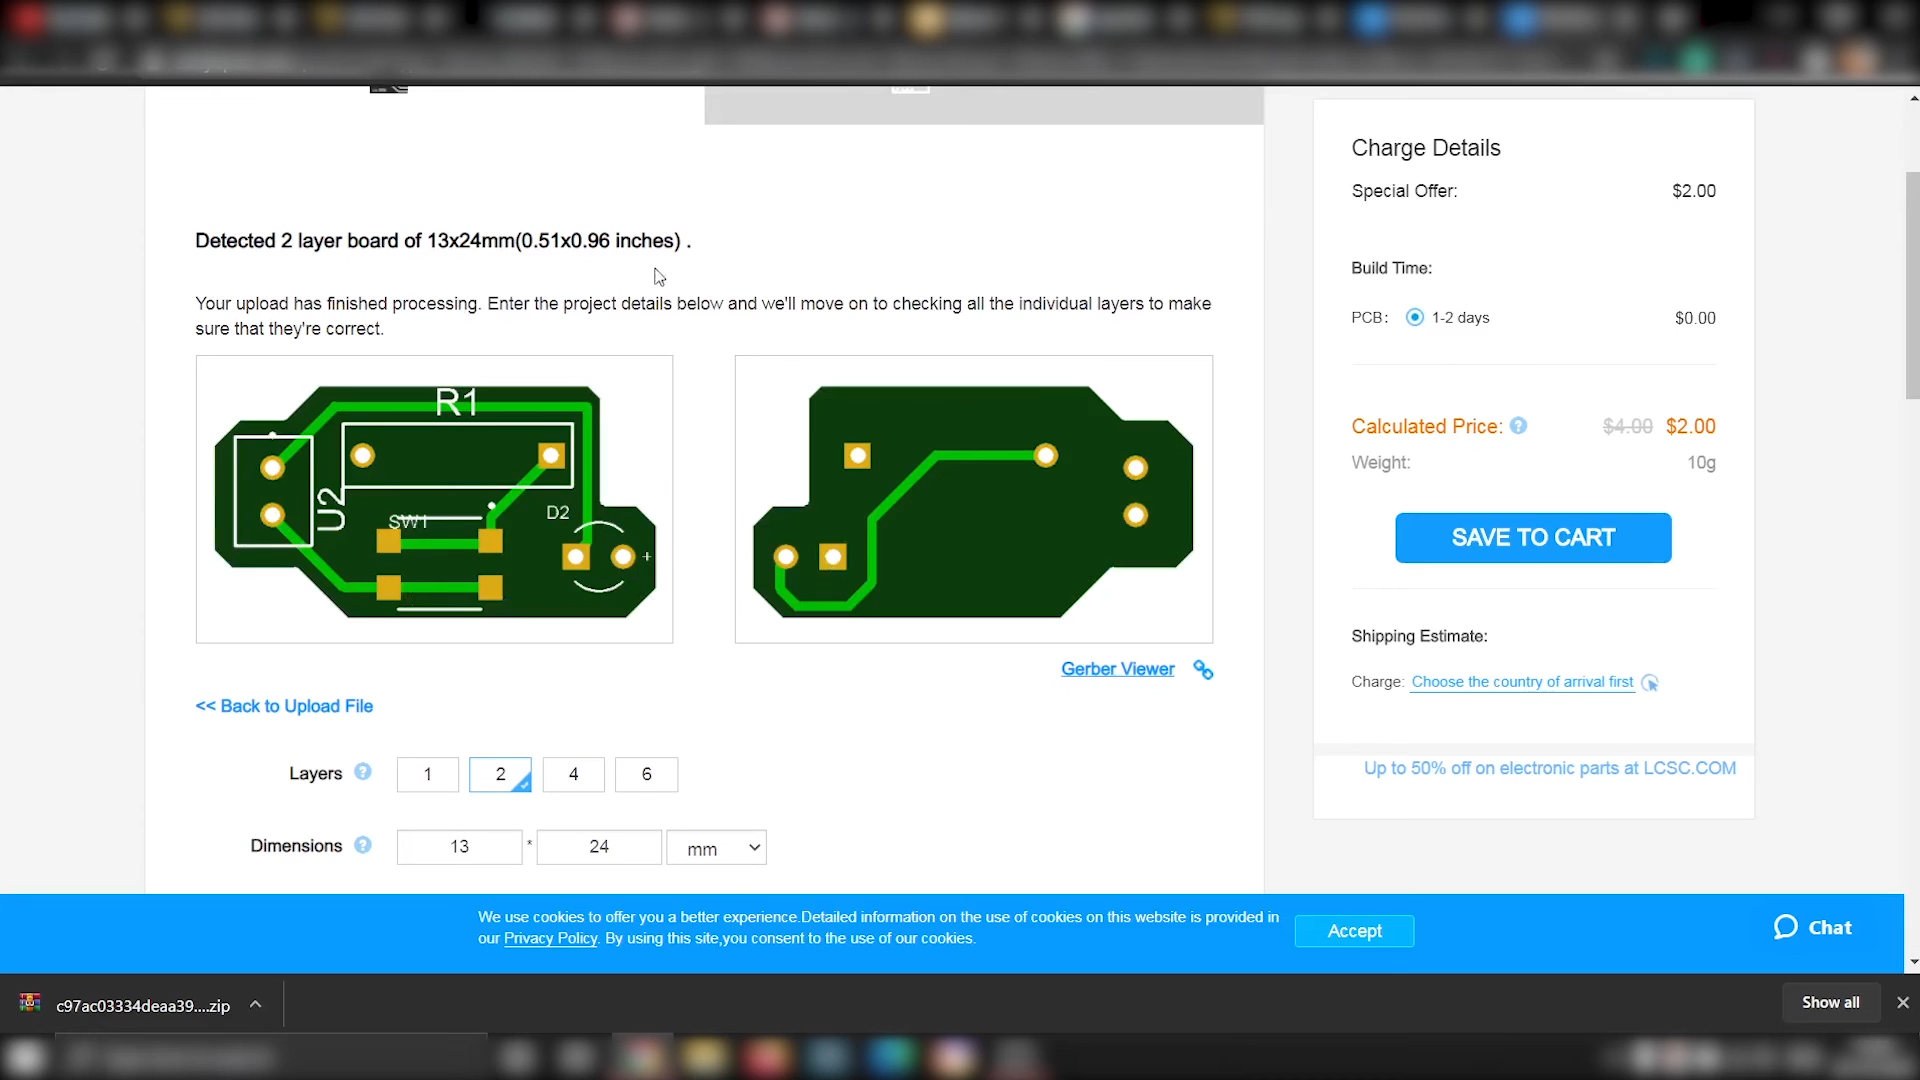 Detected 2 layer board of 13x24mm(0.51x0.96 inches) .
Your upload has finished processing. Enter the project details below and we'll move on to checking all the individual layers to make
sure that they're correct.
R1
U2
SW1
D2
+
Gerber Viewer
<< Back to Upload File
Layers ? 1 2 4 6
Dimensions ? 13 * 24 mm
Charge Details
Special Offer: $2.00
Build Time:
PCB: 1-2 days $0.00
Calculated Price: ? $4.00 $2.00
Weight: 10g
SAVE TO CART
Shipping Estimate:
Charge: Choose the country of arrival first
Up to 50% off on electronic parts at LCSC.COM
We use cookies to offer you a better experience.Detailed information on the use of cookies on this website is provided in
our Privacy Policy. By using this site,you consent to the use of our cookies.
Accept
Chat
c97ac03334deaa39....zip
Show all